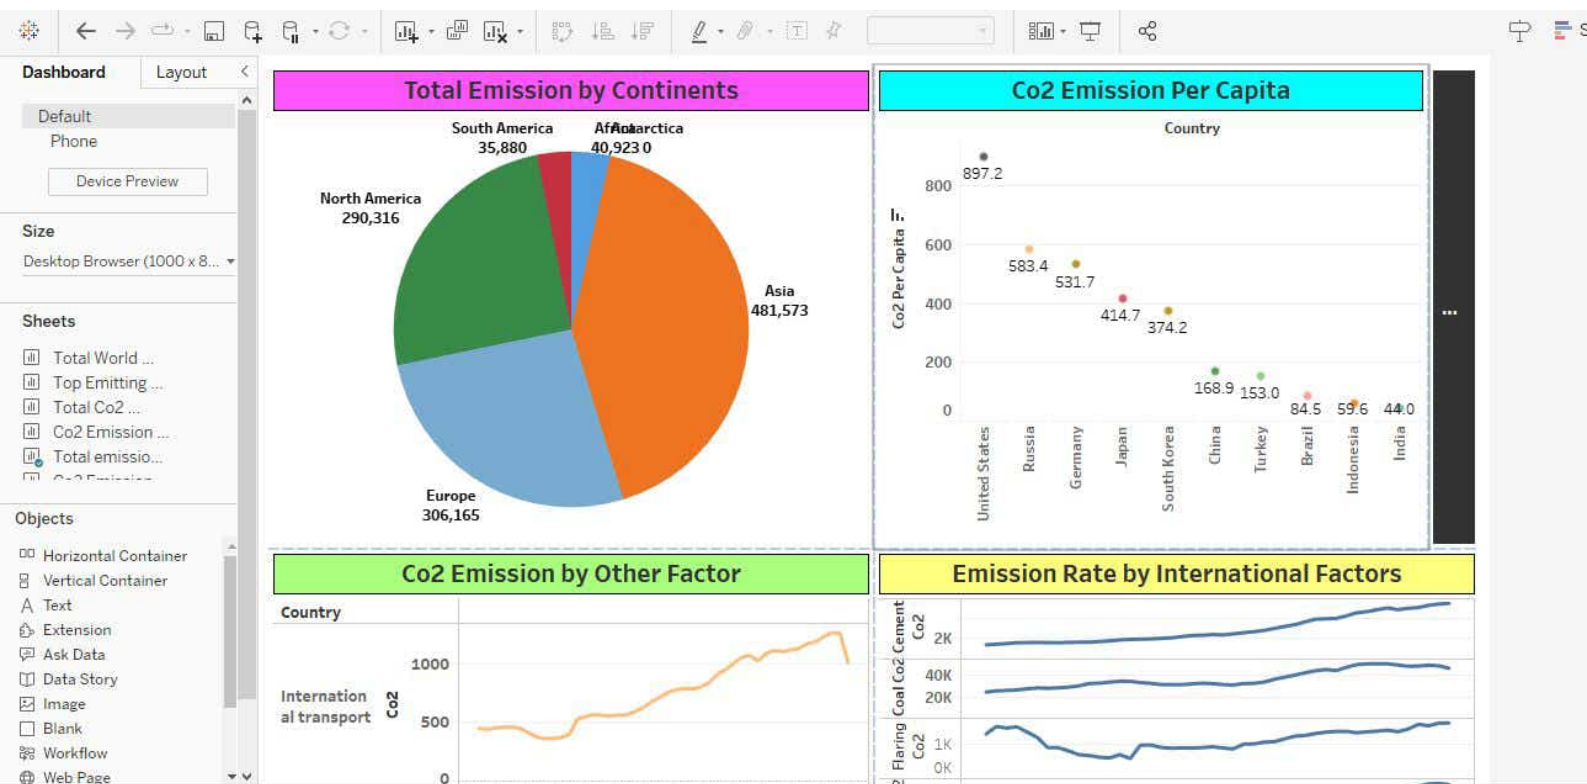 S
Dashboard
Layout
Default
Phone
Device Preview
Size
Desktop Browser (1000 x 8...
Sheets
Total World ...
Top Emitting ...
Total Co2 ...
Co2 Emission ...
Total emissio...
Objects
Horizontal Container
Vertical Container
Text
Extension
Ask Data
Data Story
Image
Blank
Workflow
Web Page
Total Emission by Continents
South America
35,880
Africa
40,923
Antarctica
0
North America
290,316
Asia
481,573
Europe
306,165
Co2 Emission Per Capita
Country
Co2 Per Capita
800
600
400
200
0
897.2
583.4
531.7
414.7
374.2
168.9
153.0
84.5
59.6
44.0
United States
Russia
Germany
Japan
South Korea
China
Turkey
Brazil
Indonesia
India
...
Co2 Emission by Other Factor
Country
Internation
al transport
Co2
1000
500
0
Emission Rate by International Factors
Cement
Co2
2K
Coal Co2
40K
20K
Flaring
Co2
1K
0K